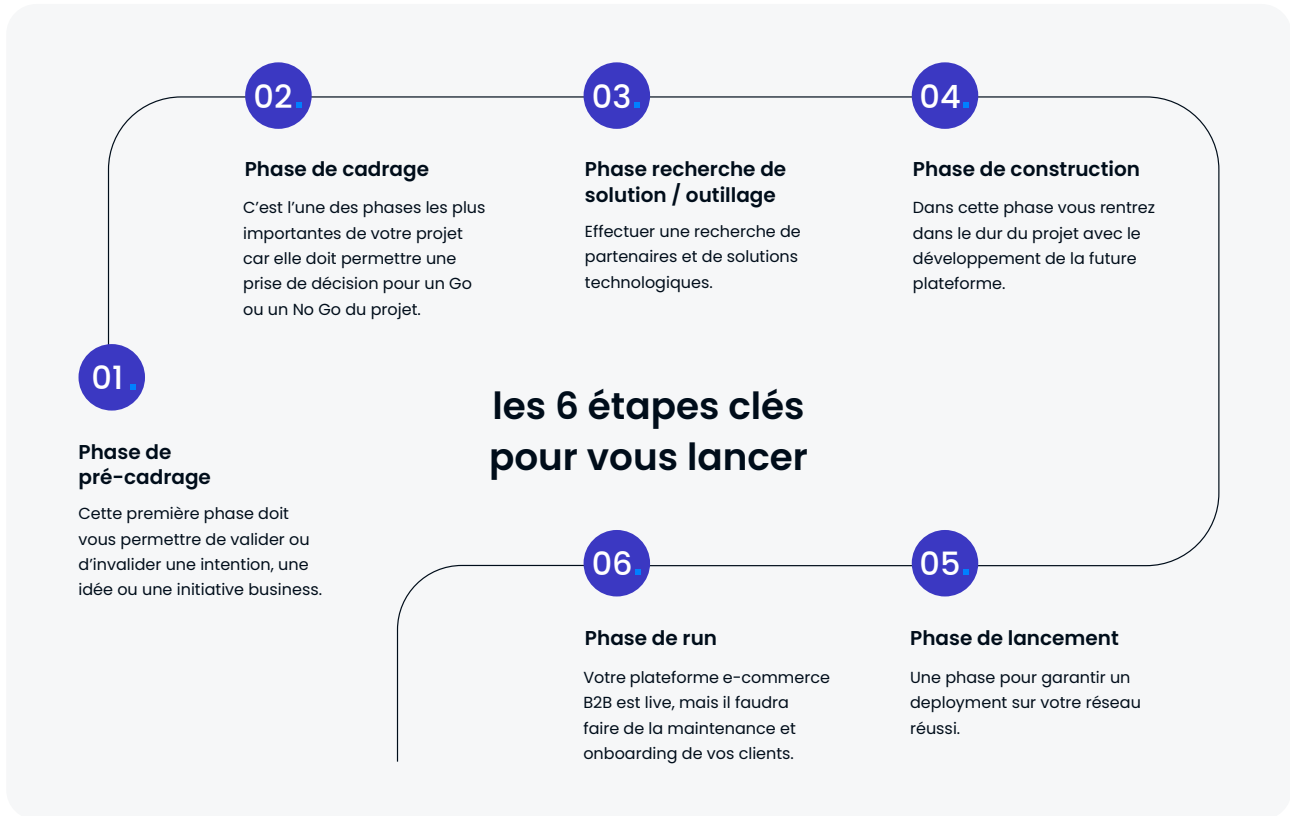 01.
Phase de
pré-cadrage
Cette première phase doit
vous permettre de valider ou
d’invalider une intention, une
idée ou une initiative business.
02.
Phase de cadrage
C’est l’une des phases les plus
importantes de votre projet
car elle doit permettre une
prise de décision pour un Go
ou un No Go du projet.
03.
Phase recherche de
solution / outillage
Effectuer une recherche de
partenaires et de solutions
technologiques.
04.
Phase de construction
Dans cette phase vous rentrez
dans le dur du projet avec le
développement de la future
plateforme.
les 6 étapes clés
pour vous lancer
05.
Phase de lancement
Une phase pour garantir un
deployment sur votre réseau
réussi.
06.
Phase de run
Votre plateforme e-commerce
B2B est live, mais il faudra
faire de la maintenance et
onboarding de vos clients.